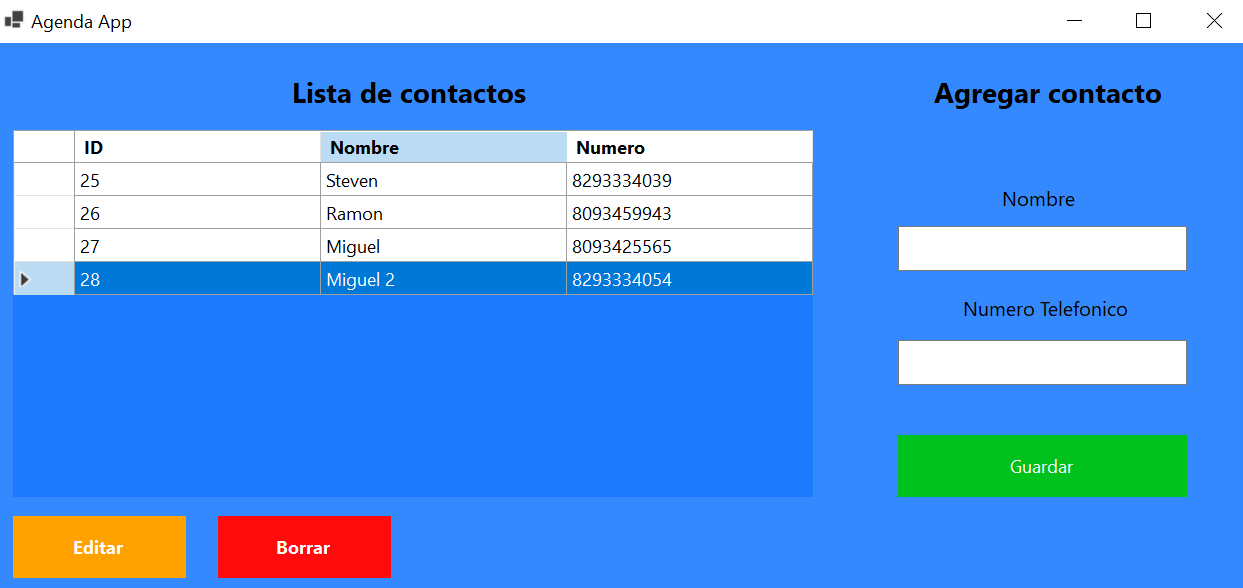 Agenda App
Lista de contactos
ID Nombre Numero
25 Steven 8293334039
26 Ramon 8093459943
27 Miguel 8093425565
28 Miguel 2 8293334054
Editar Borrar
Agregar contacto
Nombre
Numero Telefonico
Guardar